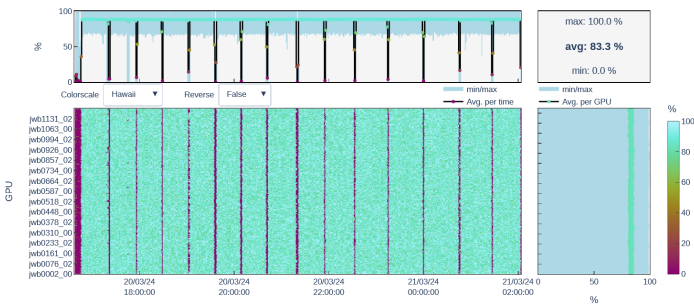 100
50
0
%
max: 100.0 %
avg: 83.3 %
min: 0.0 %
Colorscale Hawaii ▼ Reverse False ▼
min/max
Avg. per time
min/max
Avg. per GPU
GPU
jwb1131_02
jwb1063_00
jwb0994_02
jwb0926_00
jwb0857_02
jwb0734_00
jwb0664_02
jwb0587_00
jwb0518_02
jwb0448_00
jwb0378_02
jwb0310_00
jwb0233_02
jwb0161_00
jwb0076_02
jwb0002_00
20/03/24
18:00:00
20/03/24
20:00:00
20/03/24
22:00:00
21/03/24
00:00:00
21/03/24
02:00:00
0 50 100
%
%
100
80
60
40
20
0